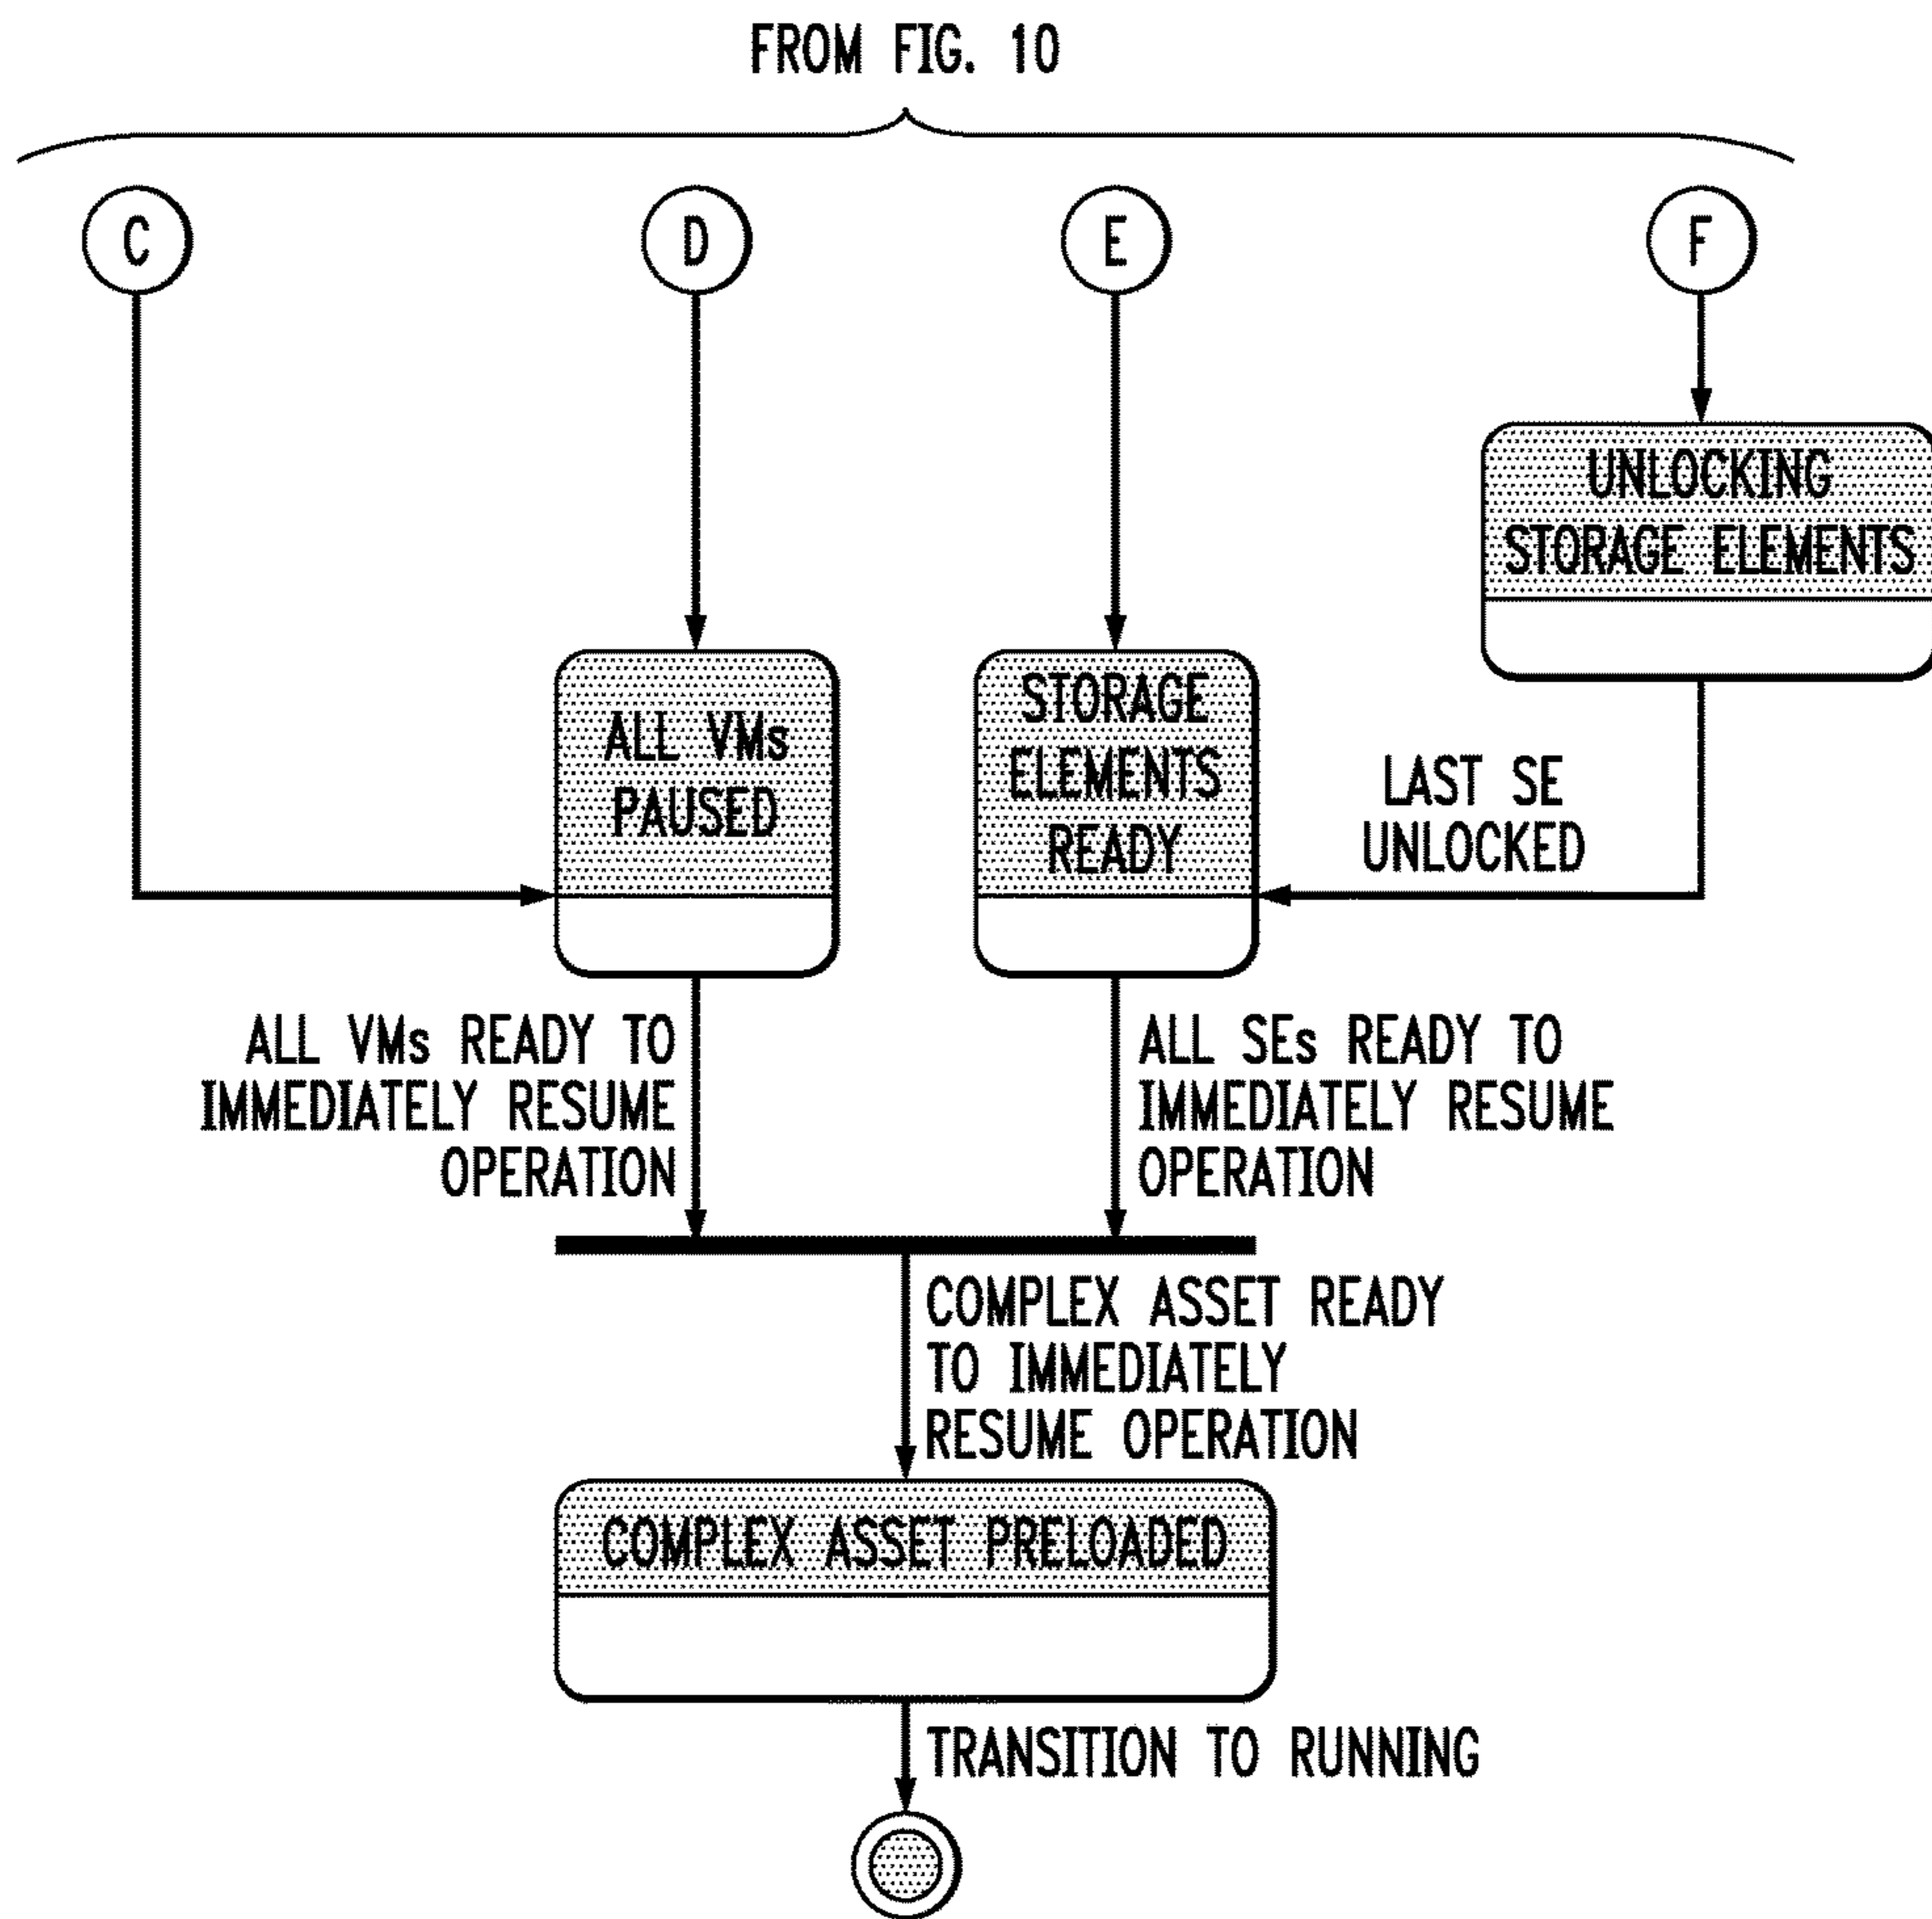 FROM FIG. 10
C
D
E
F
UNLOCKING
STORAGE ELEMENTS
ALL VMs
PAUSED
STORAGE
ELEMENTS
READY
LAST SE
UNLOCKED
ALL VMs READY TO
IMMEDIATELY RESUME
OPERATION
ALL SEs READY TO
IMMEDIATELY RESUME
OPERATION
COMPLEX ASSET READY
TO IMMEDIATELY
RESUME OPERATION
COMPLEX ASSET PRELOADED
TRANSITION TO RUNNING